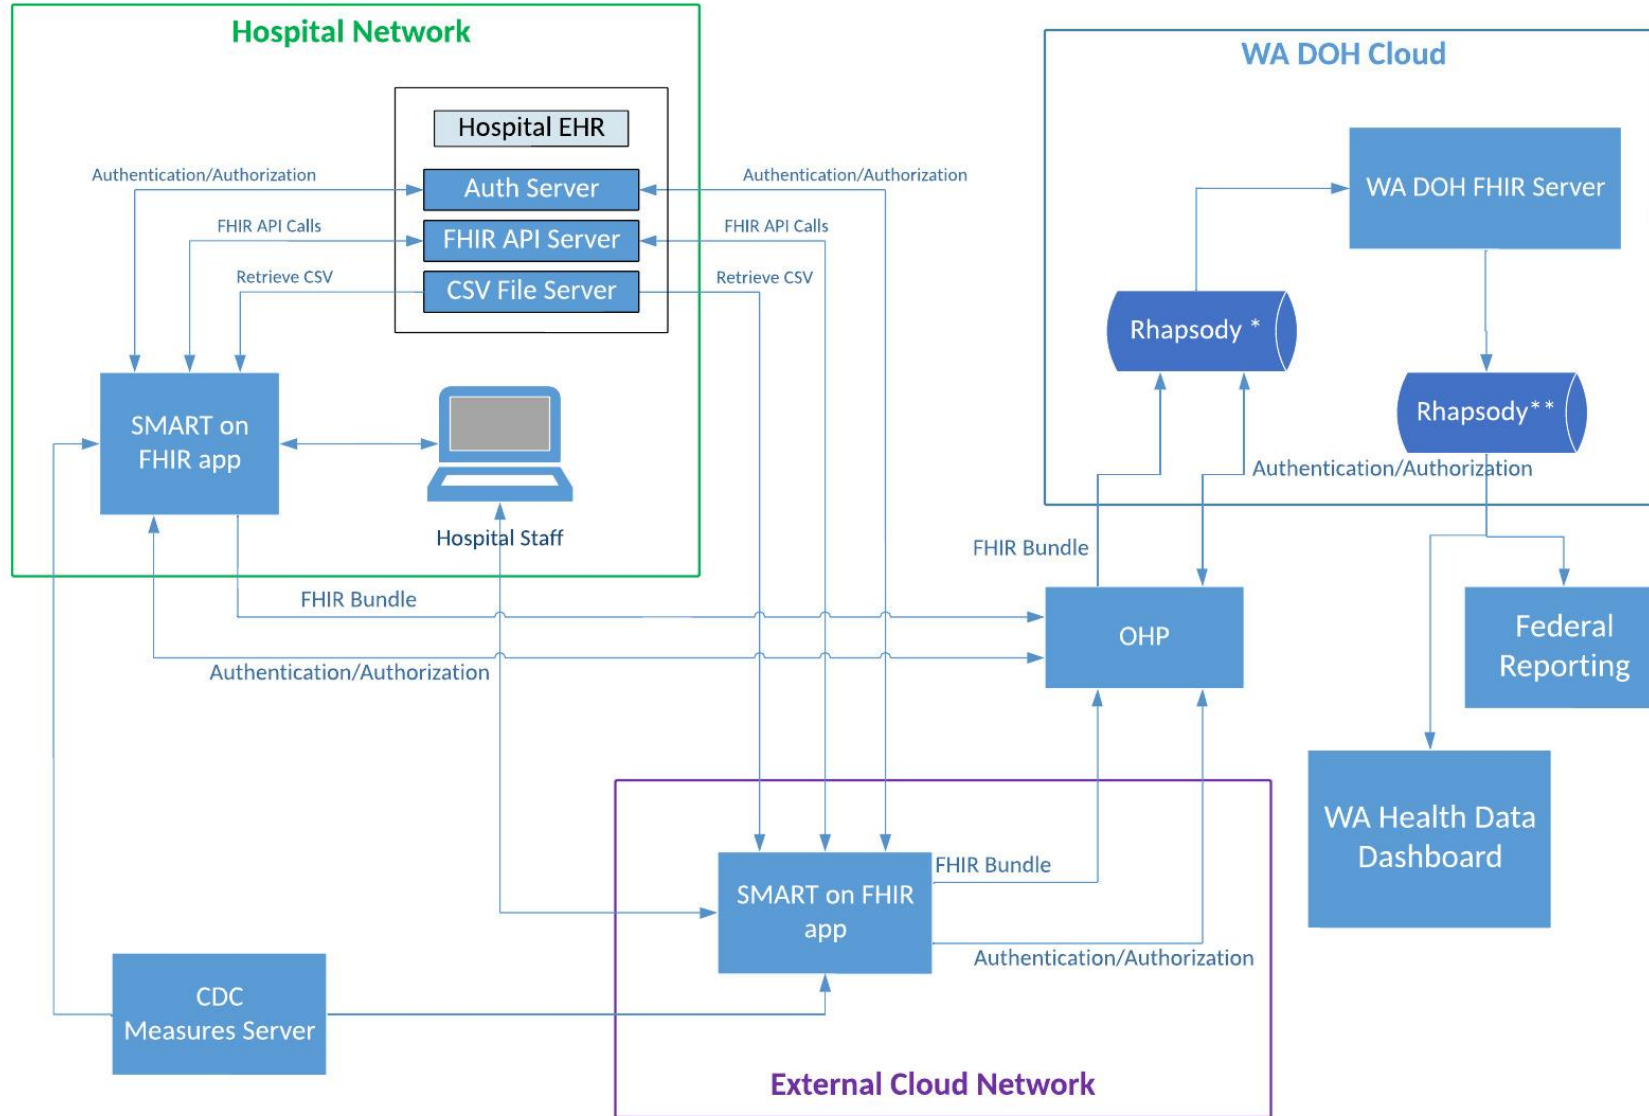 Hospital Network
WA DOH Cloud
Hospital EHR
Authentication/Authorization
Auth Server
Authentication/Authorization
WA DOH FHIR Server
FHIR API Calls
FHIR API Server
FHIR API Calls
Retrieve CSV
CSV File Server
Retrieve CSV
Rhapsody *
Rhapsody**
SMART on
FHIR app
Authentication/Authorization
Hospital Staff
FHIR Bundle
FHIR Bundle
OHP
Federal
Reporting
Authentication/Authorization
WA Health Data
Dashboard
FHIR Bundle
SMART on FHIR
app
Authentication/Authorization
CDC
Measures Server
External Cloud Network